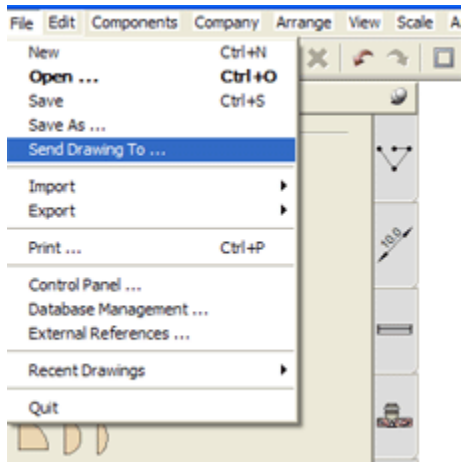 File Edit Components Company Arrange View Scale A
New Ctrl+N
Open ... Ctrl+O
Save Ctrl+S
Save As ...
Send Drawing To ...
Import
Export
Print ... Ctrl+P
Control Panel ...
Database Management ...
External References ...
Recent Drawings
Quit
10.0